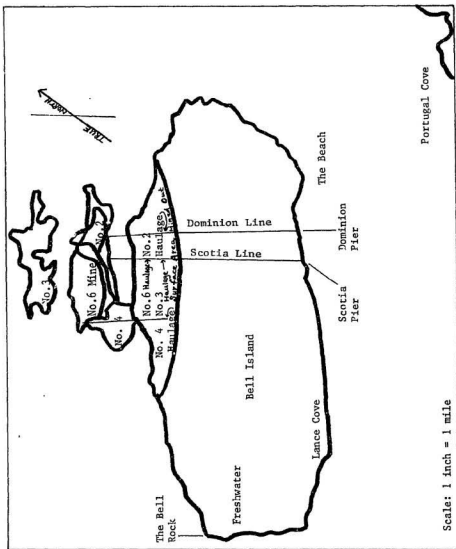 TRUE
NORTH
No.3
No.6 Mine
No.2
No. 4
No.6 Haulage
No.2
Haulage
No.3
Haulage
No. 4
Haulage
Surface Area Mined Out
Dominion Line
Scotia Line
The Beach
Portugal Cove
Dominion
Pier
Scotia
Pier
Bell Island
Lance Cove
Freshwater
The Bell
Rock
Scale: 1 inch = 1 mile